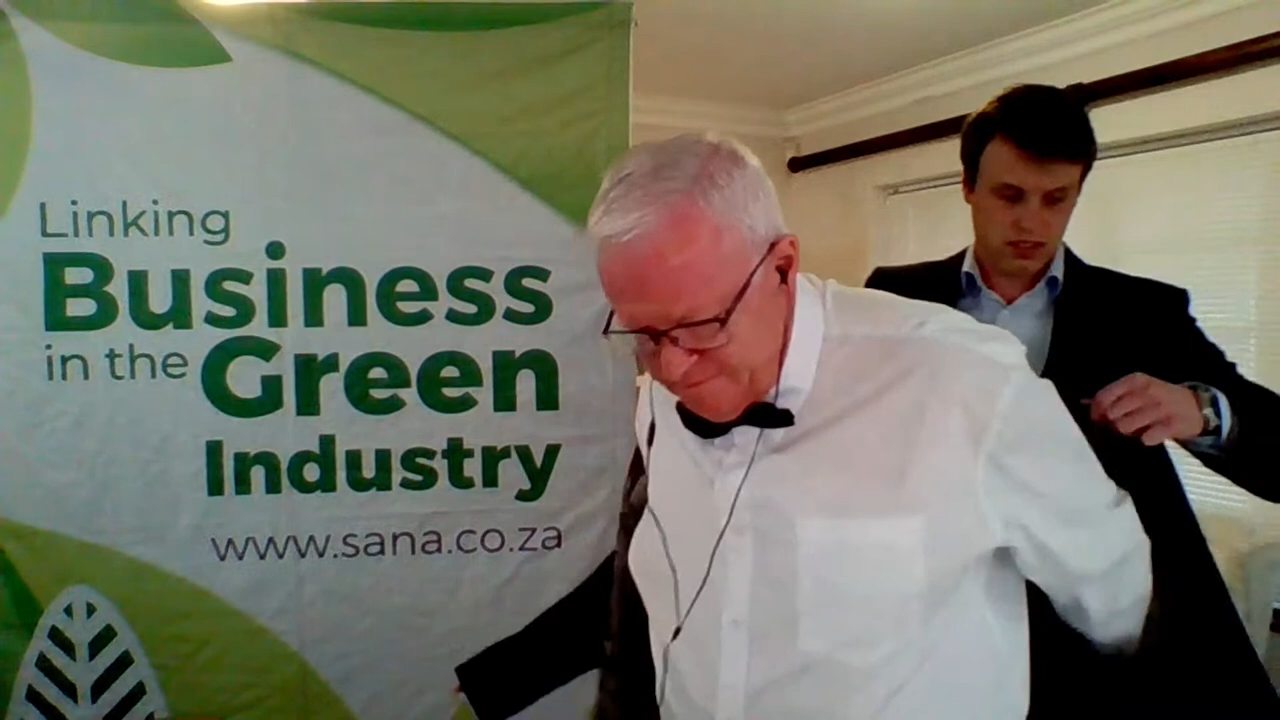 Linking
Business
in the Green
Industry
www.sana.co.za